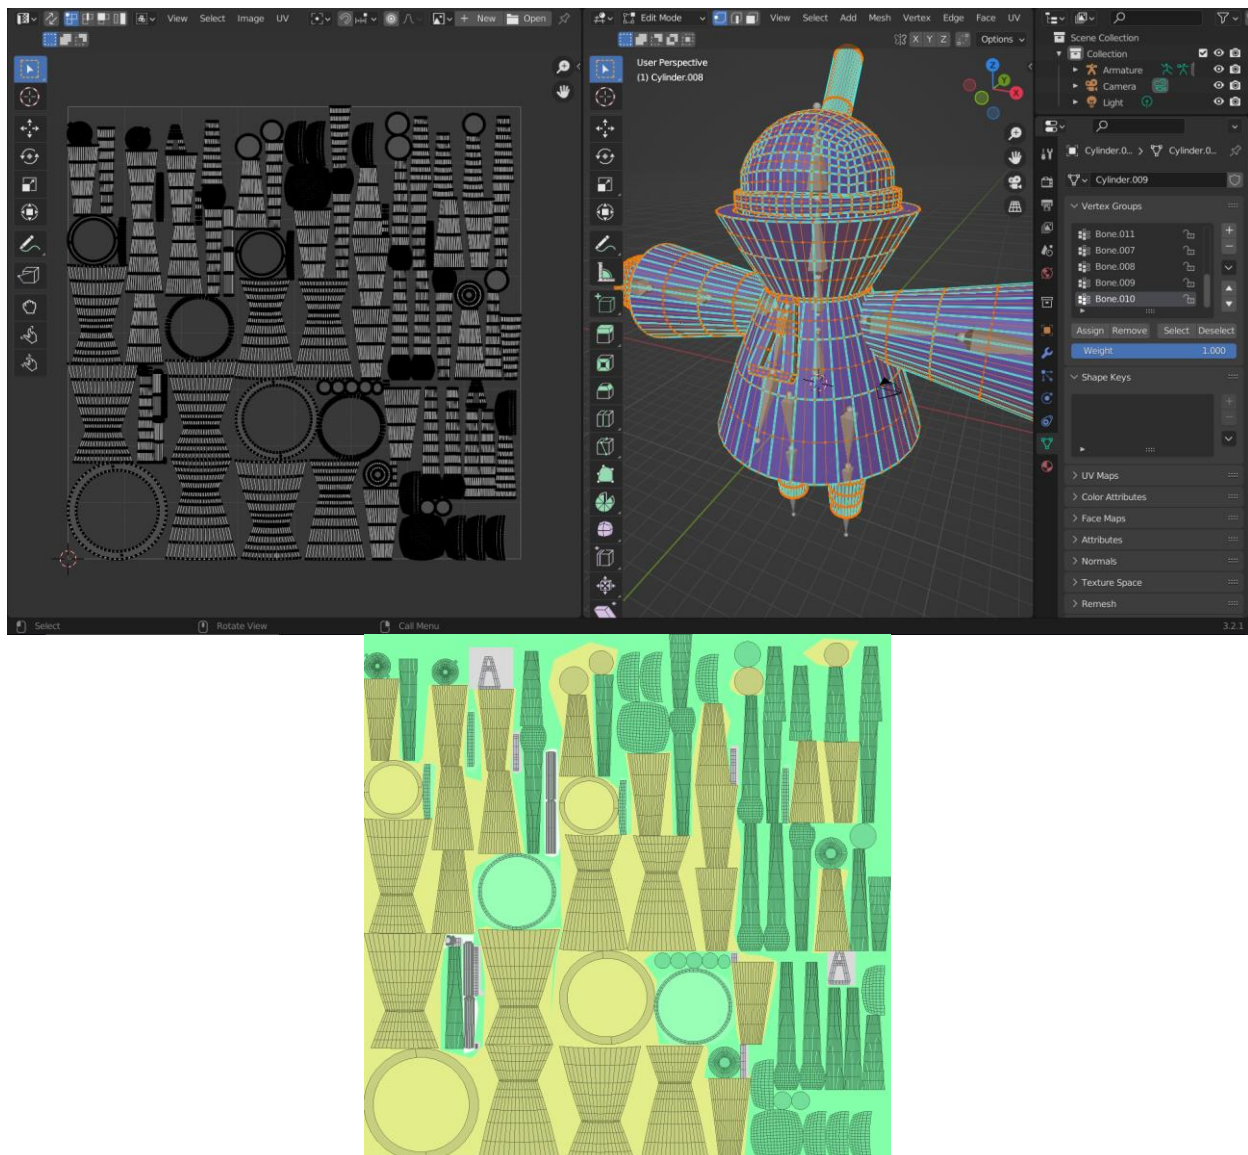 View Select Image UV
+ New Open
Edit Mode View Select Add Mesh Vertex Edge Face UV
X Y Z Options
User Perspective
(1) Cylinder.008
Z
Y
X
Scene Collection
Collection
Armature
Camera
Light
Cylinder.0... > Cylinder.0...
Cylinder.009
Vertex Groups
Bone.011
Bone.007
Bone.008
Bone.009
Bone.010
Assign Remove Select Deselect
Weight 1.000
Shape Keys
UV Maps
Color Attributes
Face Maps
Attributes
Normals
Texture Space
Remesh
Select Rotate View Call Menu 3.2.1